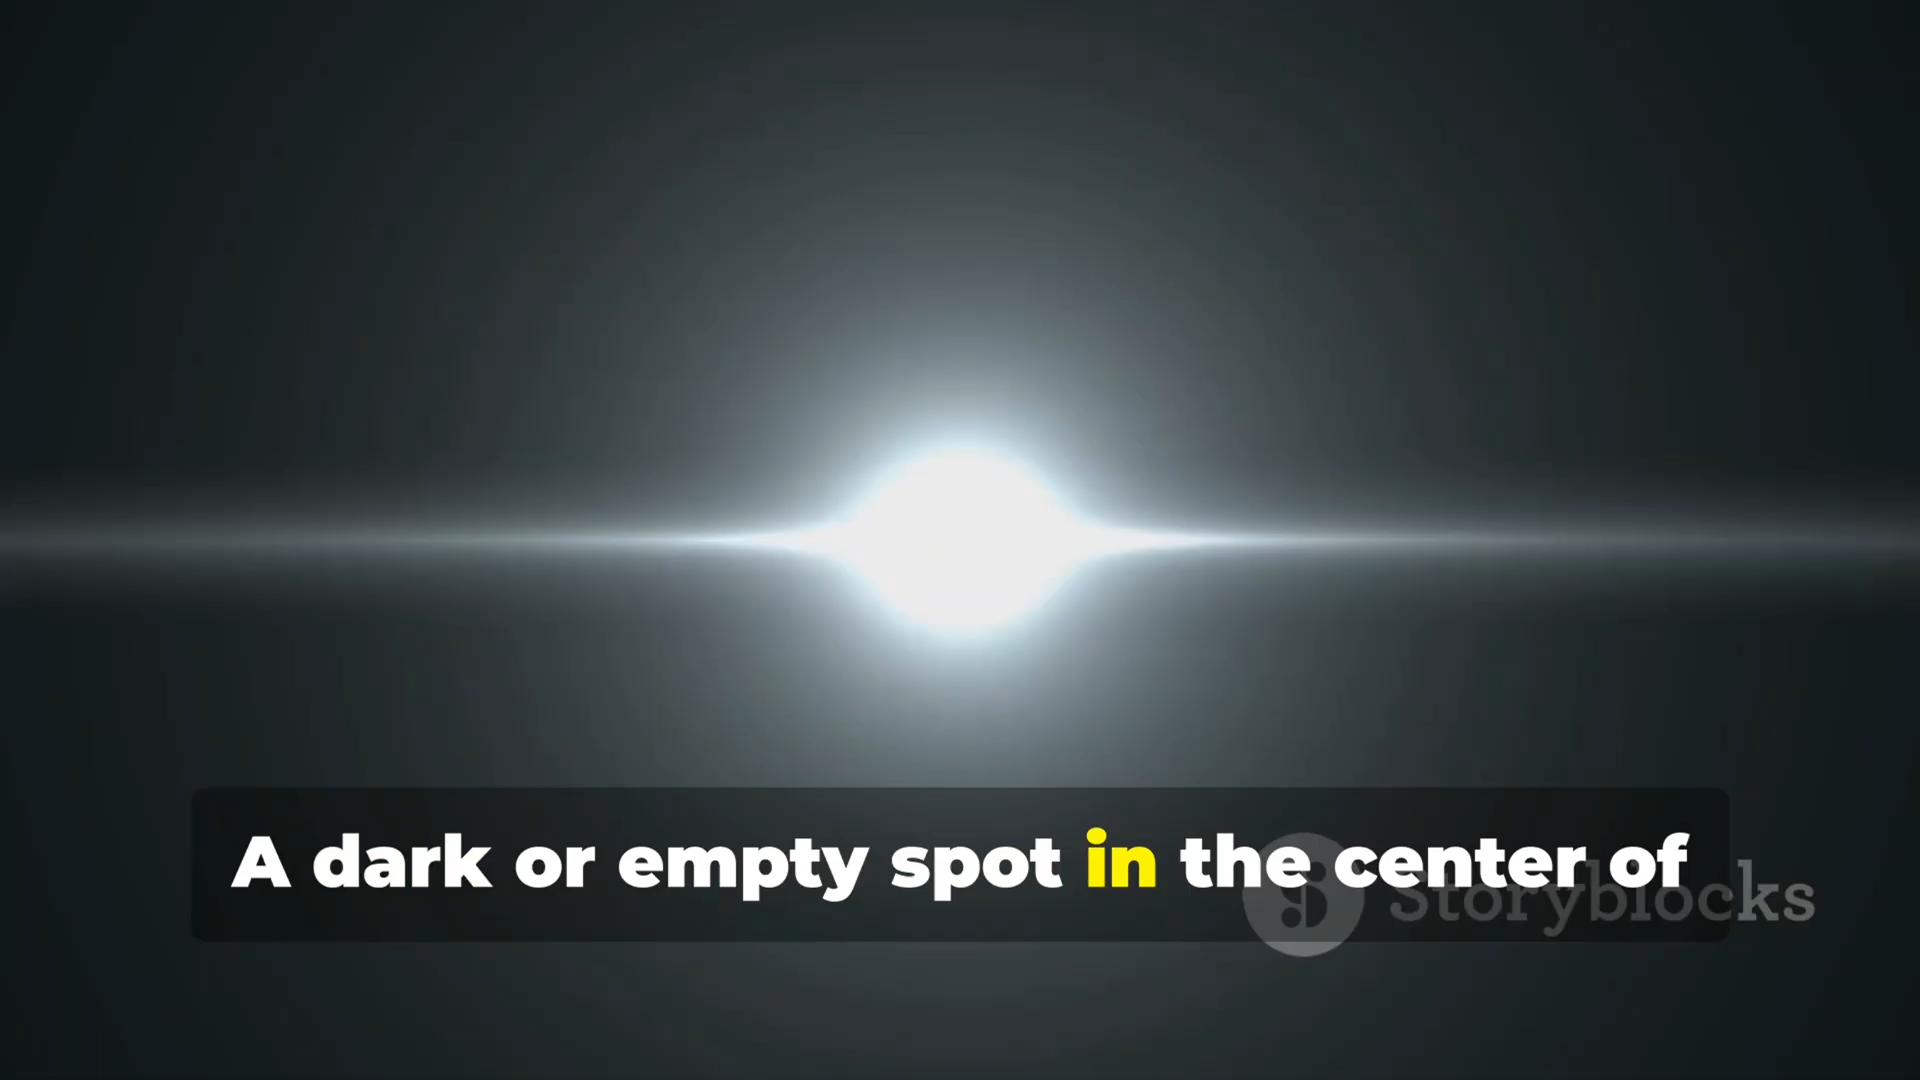 A dark or empty spot in the center of
Storyblocks